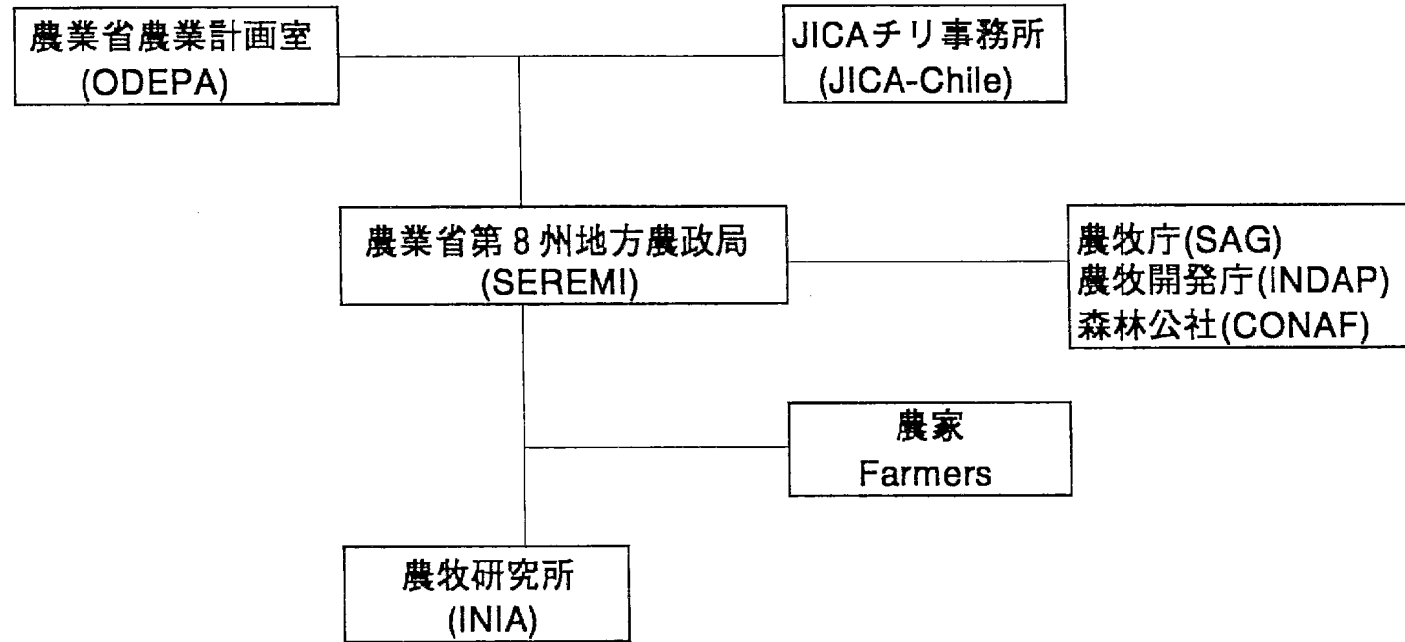 農業省農業計画室
(ODEPA)
JICAチリ事務所
(JICA-Chile)
農業省第8州地方農政局
(SEREMI)
農牧庁(SAG)
農牧開発庁(INDAP)
森林公社(CONAF)
農家
Farmers
農牧研究所
(INIA)